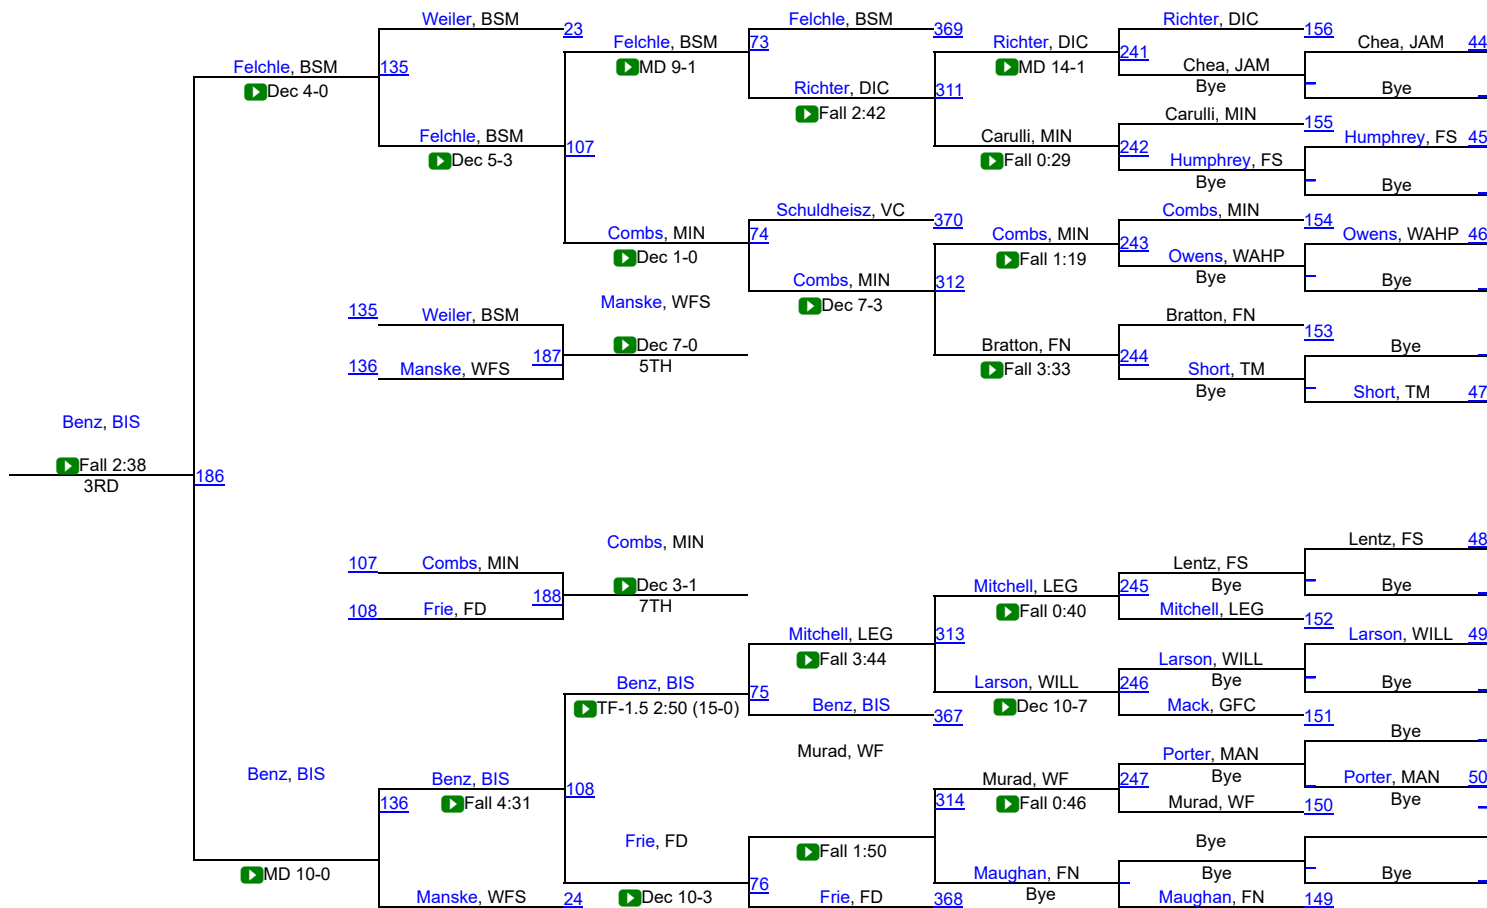 Weiler, BSM
23
Felchle, BSM
369
Richter, DIC
156
Felchle, BSM
73
MD 9-1
Richter, DIC
241
MD 14-1
Chea, JAM
44
Felchle, BSM
135
Dec 4-0
Chea, JAM
Bye
Bye
Richter, DIC
311
Fall 2:42
Carulli, MIN
155
Felchle, BSM
107
Dec 5-3
Carulli, MIN
242
Fall 0:29
Humphrey, FS
45
Humphrey, FS
Bye
Bye
Schuldheisz, VC
370
Combs, MIN
154
Combs, MIN
74
Dec 1-0
Combs, MIN
243
Fall 1:19
Owens, WAHP
46
Owens, WAHP
Bye
Combs, MIN
312
Dec 7-3
Bye
Manske, WFS
135
Weiler, BSM
Bratton, FN
153
187
Dec 7-0
5TH
Bratton, FN
244
Fall 3:33
Bye
136
Manske, WFS
Short, TM
Bye
Short, TM
47
Benz, BIS
Fall 2:38
3RD
186
Combs, MIN
Lentz, FS
48
107
Combs, MIN
Lentz, FS
Bye
188
Dec 3-1
7TH
Mitchell, LEG
245
Fall 0:40
Bye
108
Frie, FD
Mitchell, LEG
152
Mitchell, LEG
313
Fall 3:44
Larson, WILL
49
Larson, WILL
Bye
Benz, BIS
75
TF-1.5 2:50 (15-0)
Larson, WILL
246
Dec 10-7
Bye
Benz, BIS
367
Mack, GFC
151
Murad, WF
Bye
Porter, MAN
Bye
Benz, BIS
Benz, BIS
108
136
Fall 4:31
Murad, WF
247
314
Fall 0:46
Porter, MAN
50
Bye
Murad, WF
150
Frie, FD
Fall 1:50
Bye
MD 10-0
76
Maughan, FN
Bye
Bye
Bye
Manske, WFS
24
Dec 10-3
Frie, FD
368
Maughan, FN
149